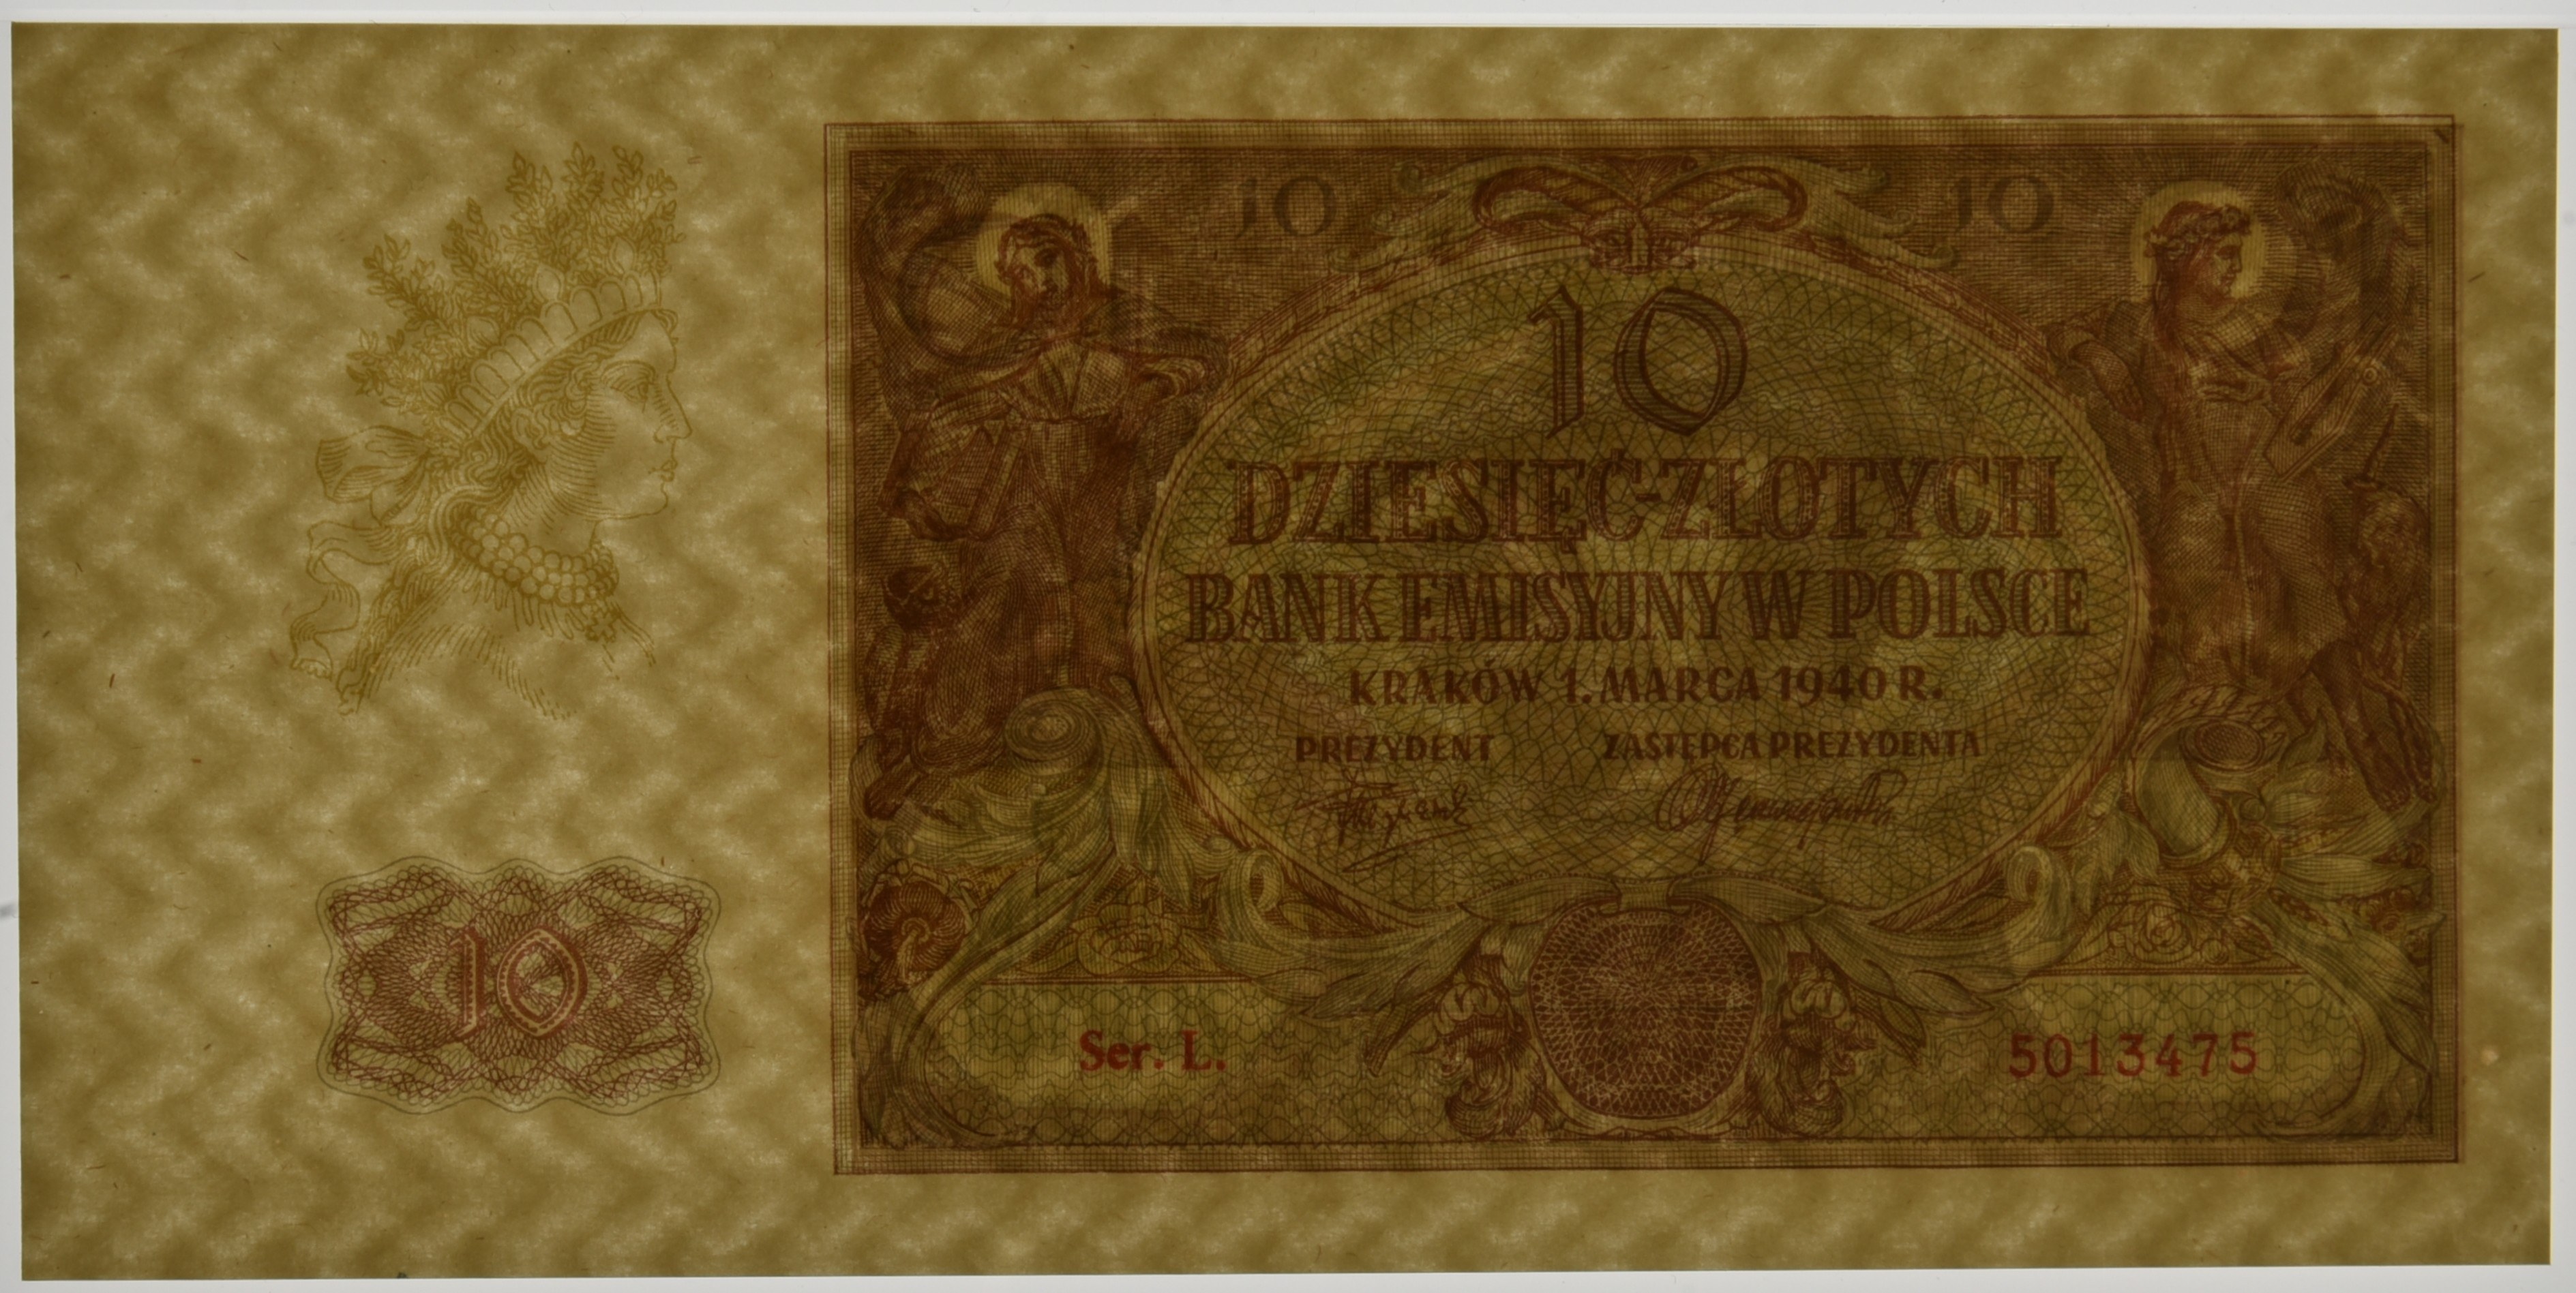 10 10
10
DZIESIĘĆ-ZŁOTYCH
BANK EMISYJNY W POLSCE
KRAKÓW 1. MARCA 1940 R.
PREZYDENT ZASTĘPCA PREZYDENTA
10
Ser. L. 5013475